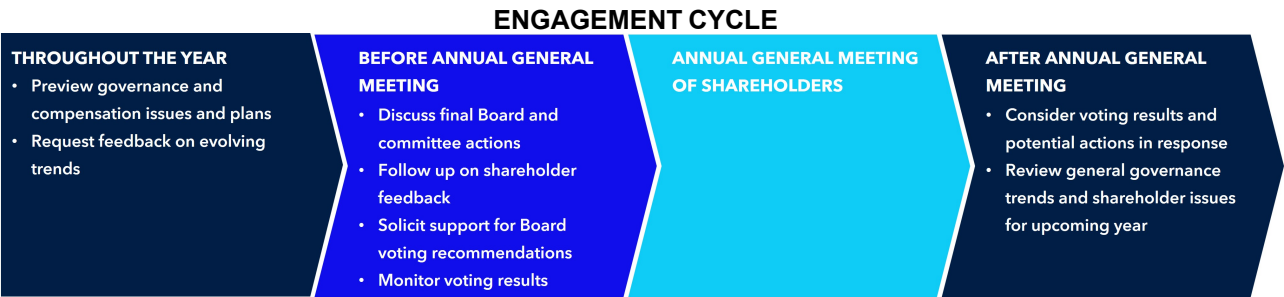 ENGAGEMENT CYCLE
THROUGHOUT THE YEAR
• Preview governance and
compensation issues and plans
• Request feedback on evolving
trends
BEFORE ANNUAL GENERAL
MEETING
• Discuss final Board and
committee actions
• Follow up on shareholder
feedback
• Solicit support for Board
voting recommendations
• Monitor voting results
ANNUAL GENERAL MEETING
OF SHAREHOLDERS
AFTER ANNUAL GENERAL
MEETING
• Consider voting results and
potential actions in response
• Review general governance
trends and shareholder issues
for upcoming year